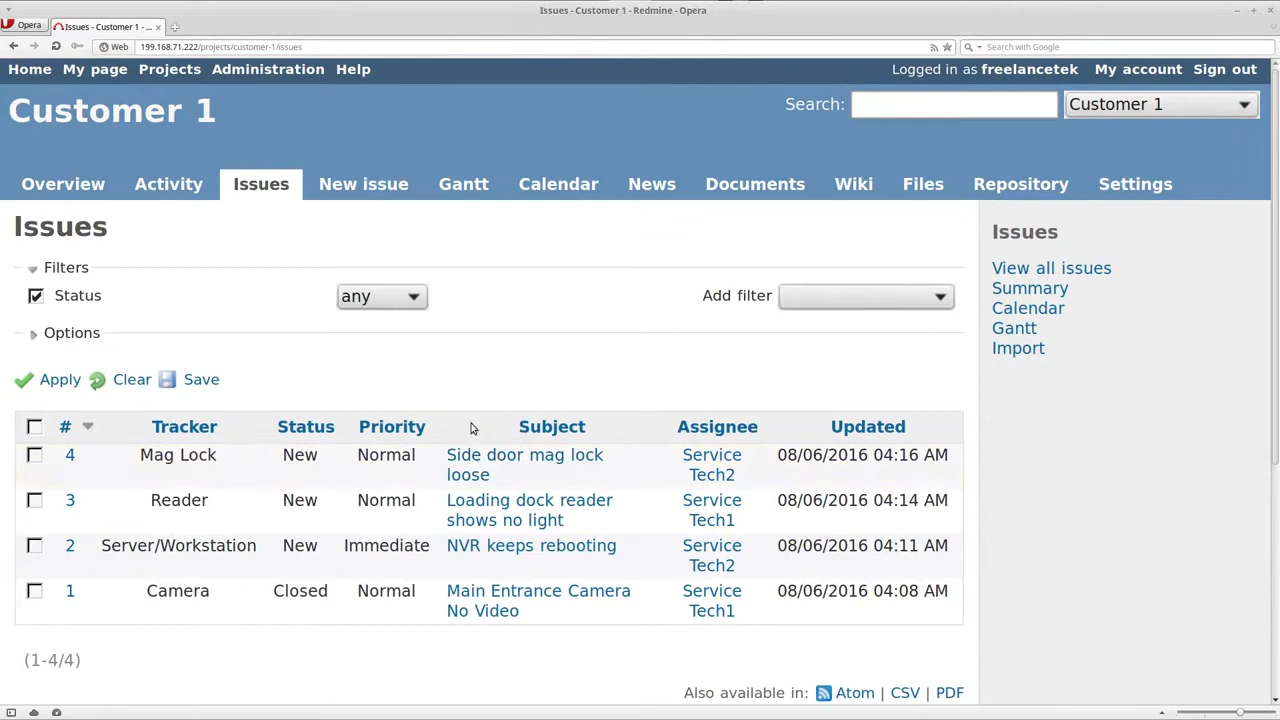 Issues - Customer 1 - Redmine - Opera
Opera
Issues - Customer 1 - ...
Web
199.168.71.222/projects/customer-1/issues
Search with Google
Home My page Projects Administration Help
Logged in as freelancetek My account Sign out
Customer 1
Search:
Customer 1
Overview Activity Issues New issue Gantt Calendar News Documents Wiki Files Repository Settings
Issues
Filters
Status any Add filter
Options
Apply Clear Save
# Tracker Status Priority Subject Assignee Updated
4 Mag Lock New Normal Side door mag lock Service 08/06/2016 04:16 AM
loose Tech2
3 Reader New Normal Loading dock reader Service 08/06/2016 04:14 AM
shows no light Tech1
2 Server/Workstation New Immediate NVR keeps rebooting Service 08/06/2016 04:11 AM
Tech2
1 Camera Closed Normal Main Entrance Camera Service 08/06/2016 04:08 AM
No Video Tech1
(1-4/4)
Also available in: Atom | CSV | PDF
Issues
View all issues
Summary
Calendar
Gantt
Import